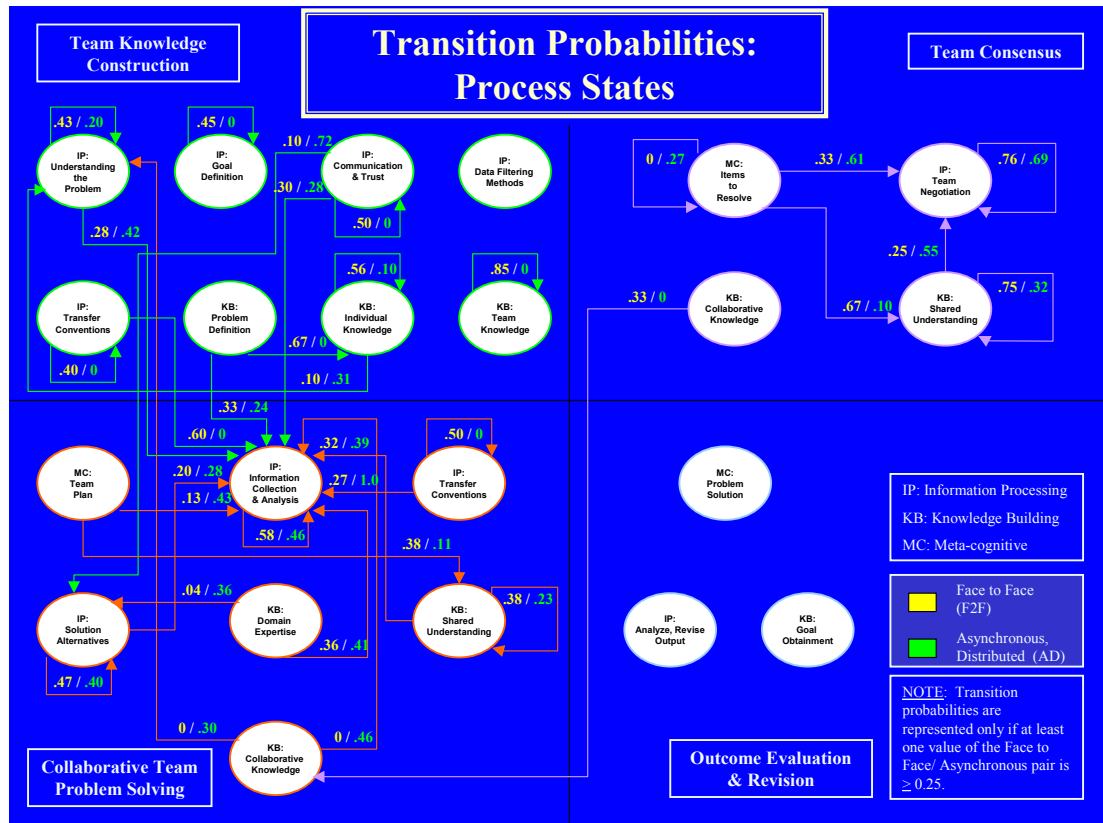 Team Knowledge
Construction
Transition Probabilities:
Process States
Team Consensus
.43 / .20
.45 / 0
.10 / .72
IP:
Understanding
the
Problem
IP:
Goal
Definition
IP:
Communication
& Trust
IP:
Data Filtering
Methods
.30 / .28
.50 / 0
.28 / .42
0 / .27
MC:
Items
to
Resolve
.33 / .61
IP:
Team
Negotiation
.76 / .69
.25 / .55
.56 / .10
.85 / 0
IP:
Transfer
Conventions
KB:
Problem
Definition
KB:
Individual
Knowledge
KB:
Team
Knowledge
.33 / 0
KB:
Collaborative
Knowledge
KB:
Shared
Understanding
.75 / .32
.67 / .10
.67 / 0
.40 / 0
.10 / .31
.33 / .24
.60 / 0
.32 / .39
.50 / 0
MC:
Team
Plan
.20 / .28
.13 / .43
IP:
Information
Collection
& Analysis
.27 / 1.0
IP:
Transfer
Conventions
.58 / .46
.38 / .11
MC:
Problem
Solution
IP: Information Processing
KB: Knowledge Building
MC: Meta-cognitive
.04 / .36
IP:
Solution
Alternatives
KB:
Domain
Expertise
.36 / .41
KB:
Shared
Understanding
.38 / .23
.47 / .40
IP:
Analyze, Revise
Output
KB:
Goal
Obtainment
Face to Face
(F2F)
Asynchronous,
Distributed (AD)
0 / .30
KB:
Collaborative
Knowledge
0 / .46
Collaborative Team
Problem Solving
Outcome Evaluation
& Revision
NOTE: Transition
probabilities are
represented only if at least
one value of the Face to
Face/ Asynchronous pair is
≥ 0.25.